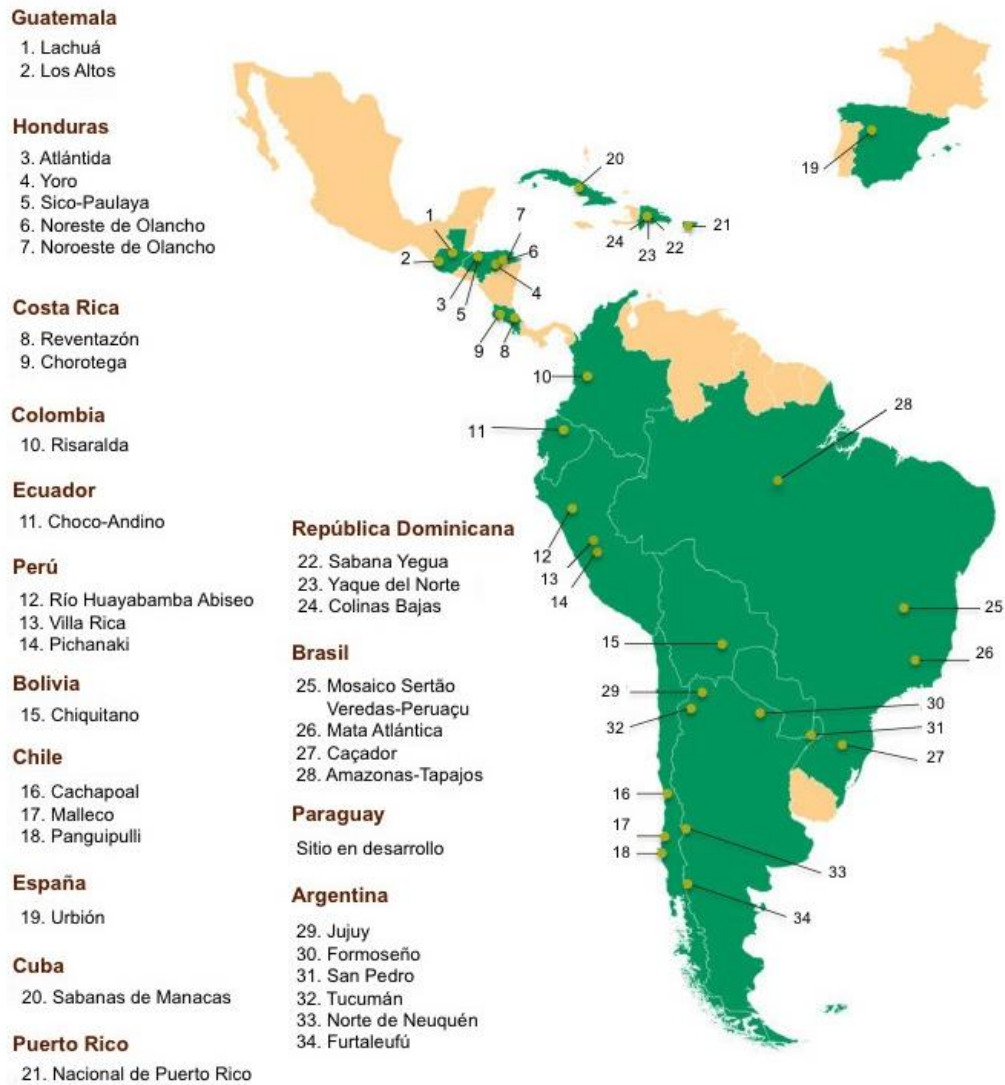 Guatemala
1. Lachuá
2. Los Altos
Honduras
3. Atlántida
4. Yoro
5. Sico-Paulaya
6. Noreste de Olancho
7. Noroeste de Olancho
Costa Rica
8. Reventazón
9. Chorotega
Colombia
10. Risaralda
Ecuador
11. Choco-Andino
Perú
12. Río Huayabamba Abiseo
13. Villa Rica
14. Pichanaki
Bolivia
15. Chiquitano
Chile
16. Cachapoal
17. Malleco
18. Panguipulli
España
19. Urbión
Cuba
20. Sabanas de Manacas
Puerto Rico
21. Nacional de Puerto Rico
República Dominicana
22. Sabana Yegua
23. Yaque del Norte
24. Colinas Bajas
Brasil
25. Mosaico Sertão
Veredas-Peruaçu
26. Mata Atlántica
27. Caçador
28. Amazonas-Tapajos
Paraguay
Sitio en desarrollo
Argentina
29. Jujuy
30. Formoseño
31. San Pedro
32. Tucumán
33. Norte de Neuquén
34. Furtaleufú
19
20
1
7
21
24
22
6
23
2
3
5
4
9
8
10
28
11
12
13
14
25
15
26
29
30
32
31
27
16
17
18
33
34